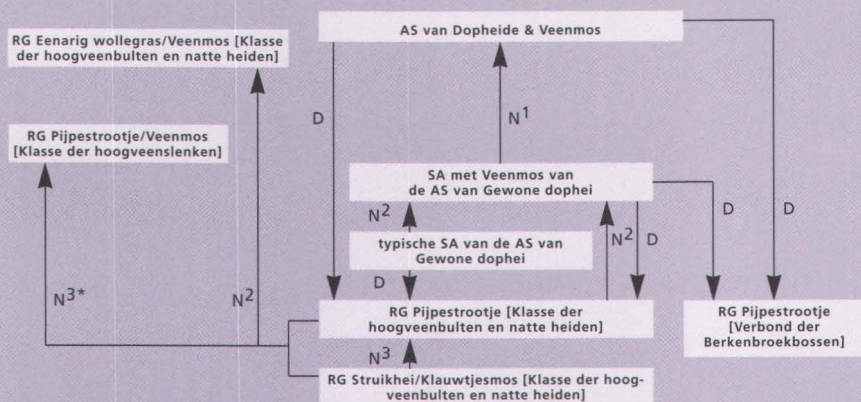 AS van Dopheide & Veenmos
RG Eenarig wollegras/Veenmos [Klasse
der hoogveenbulten en natte heiden]
D
N1
RG Pijpestrootje/Veenmos
[Klasse der hoogveenslenken]
SA met Veenmos van
de AS van Gewone dophei
N2
D
D
D
N2
typische SA van de AS van
Gewone dophei
D
N3*
N2
RG Pijpestrootje [Klasse der
hoogveenbulten en natte heiden]
RG Pijpestrootje
[Verbond der
Berkenbroekbossen]
N3
RG Struikhei/Klauwtjesmos [Klasse der hoog-
veenbulten en natte heiden]